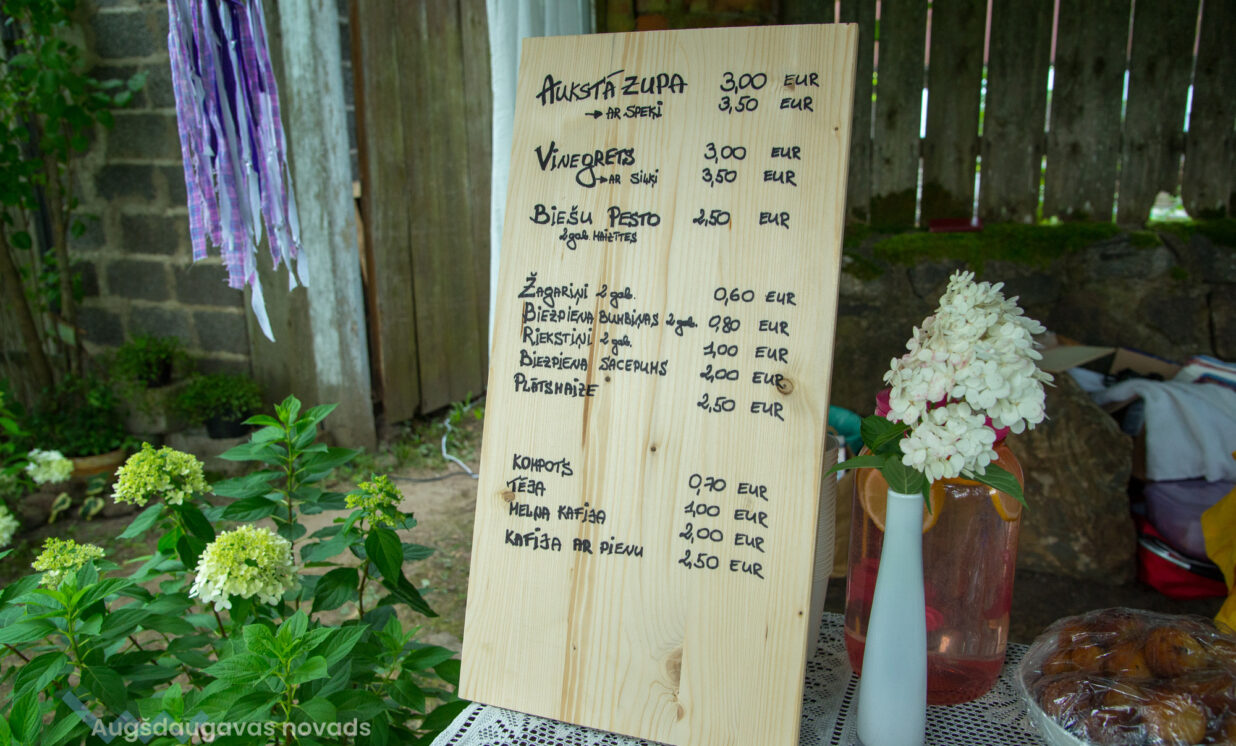 AUKSTĀ ZUPA 3,00 EUR
→ AR SPEĶI 3,50 EUR
VINEGRETS 3,00 EUR
→ AR SIĻĶI 3,50 EUR
BIEŠU PESTO 2,50 EUR
2 gab. MAIZĪTES
ŽAGARIŅI 2 gab. 0,60 EUR
BIEZPIENA BUMBIŅAS 2 gab. 0,80 EUR
RIEKSTIŅI 2 gab. 1,00 EUR
BIEZPIENA SACEPUMS 2,00 EUR
PLĀTSMAIZE 2,50 EUR
KOMPOTS 0,70 EUR
TĒJA 1,00 EUR
MELNA KAFIJA 2,00 EUR
KAFIJA AR PIENU 2,50 EUR
Augšdaugavas novads